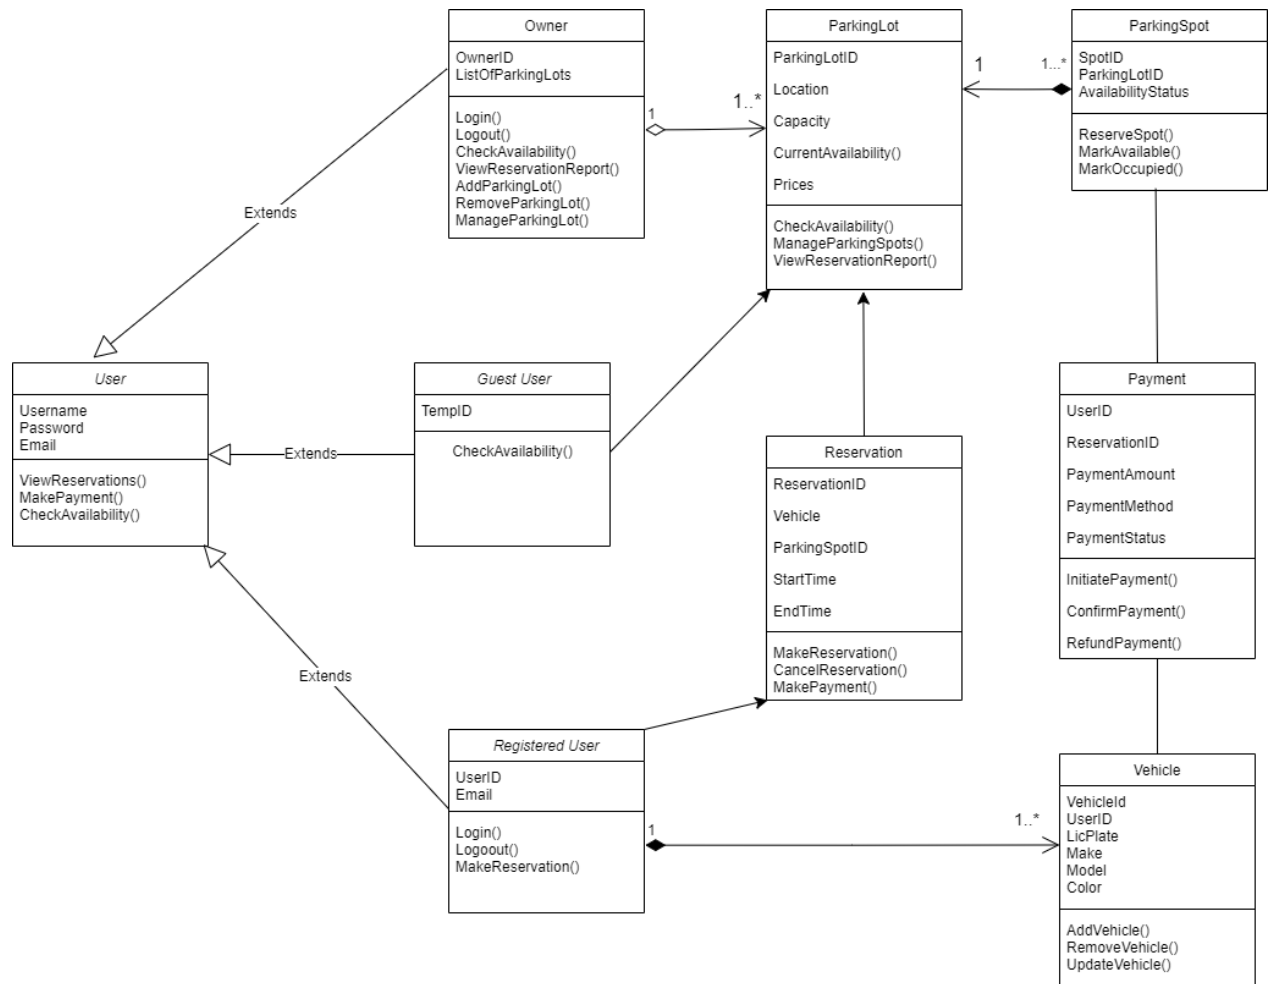 Owner
OwnerID
ListOfParkingLots
Login()
Logout()
CheckAvailability()
ViewReservationReport()
AddParkingLot()
RemoveParkingLot()
ManageParkingLot()
1
1..*
ParkingLot
ParkingLotID
Location
Capacity
CurrentAvailability()
Prices
CheckAvailability()
ManageParkingSpots()
ViewReservationReport()
1
1...*
ParkingSpot
SpotID
ParkingLotID
AvailabilityStatus
ReserveSpot()
MarkAvailable()
MarkOccupied()
Extends
User
Username
Password
Email
ViewReservations()
MakePayment()
CheckAvailability()
Extends
Guest User
TempID
CheckAvailability()
Reservation
ReservationID
Vehicle
ParkingSpotID
StartTime
EndTime
MakeReservation()
CancelReservation()
MakePayment()
Payment
UserID
ReservationID
PaymentAmount
PaymentMethod
PaymentStatus
InitiatePayment()
ConfirmPayment()
RefundPayment()
Extends
Registered User
UserID
Email
Login()
Logoout()
MakeReservation()
1
1..*
Vehicle
VehicleId
UserID
LicPlate
Make
Model
Color
AddVehicle()
RemoveVehicle()
UpdateVehicle()